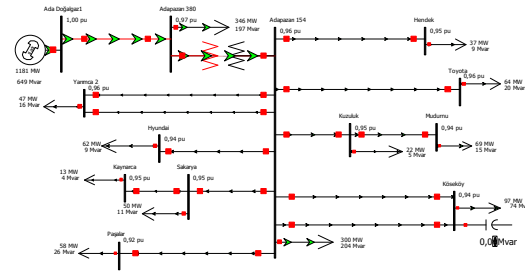 Ada Doğalgaz1
1,00 pu
1181 MW
649 Mvar
Adapazarı 380
0,97 pu
346 MW
197 Mvar
Adapazarı 154
0,96 pu
Hendek
0,95 pu
37 MW
9 Mvar
Toyota
0,96 pu
64 MW
20 Mvar
Yarımca 2
0,96 pu
47 MW
16 Mvar
Hyundai
0,94 pu
62 MW
9 Mvar
Kuzuluk
0,95 pu
22 MW
5 Mvar
Mudurnu
0,94 pu
69 MW
15 Mvar
Kaynarca
0,95 pu
13 MW
4 Mvar
Sakarya
0,95 pu
50 MW
11 Mvar
Köseköy
0,94 pu
97 MW
74 Mvar
Paşalar
0,92 pu
58 MW
26 Mvar
300 MW
204 Mvar
Mvar